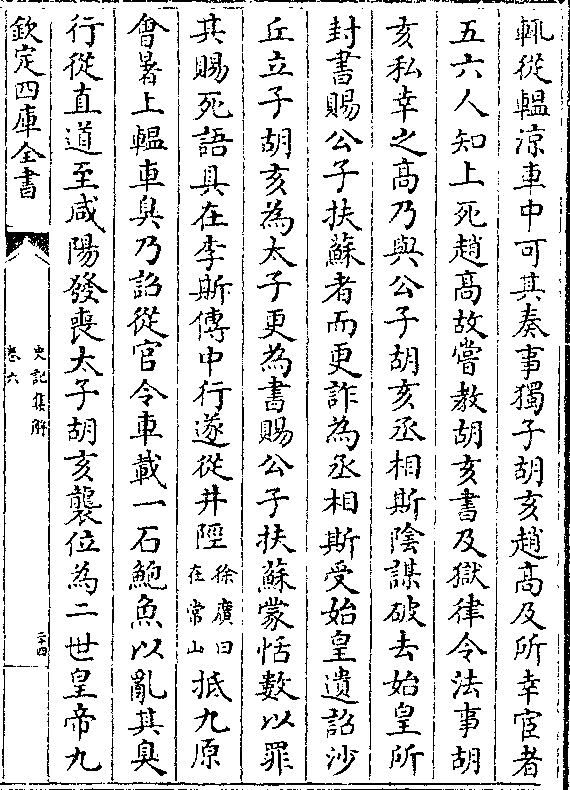 輒從轀涼車中可其奏事獨子胡亥趙髙及所幸宦者
五六人知上死趙髙故嘗教胡亥書及獄律令法事胡
亥私幸之髙乃與公子胡亥丞相斯陰謀破去始皇所
封書賜公子扶蘇者而更詐為丞相斯受始皇遺詔沙
丘立子胡亥為太子更為書賜公子扶蘇蒙恬數以罪
其賜死語具在李斯傳中行遂從井陘徐廣曰在常山抵九原
㑹暑上轀車臭乃詔從官令車載一石鮑魚以亂其臭
行從直道至咸陽發喪太子胡亥襲位為二世皇帝九
欽定四庫全書
史記集解
卷六
二十四